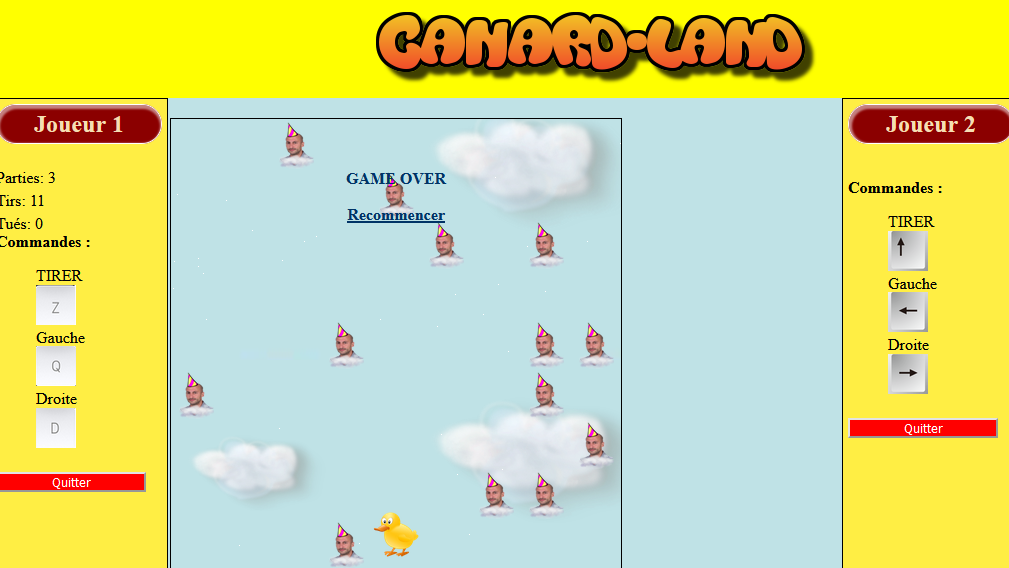 CANARD-LAND
Joueur 1
Parties: 3
Tirs: 11
Tués: 0
Commandes :
TIRER
Z
Gauche
Q
Droite
D
Quitter
GAME OVER
Recommencer
Joueur 2
Commandes :
TIRER
↑
Gauche
←
Droite
→
Quitter